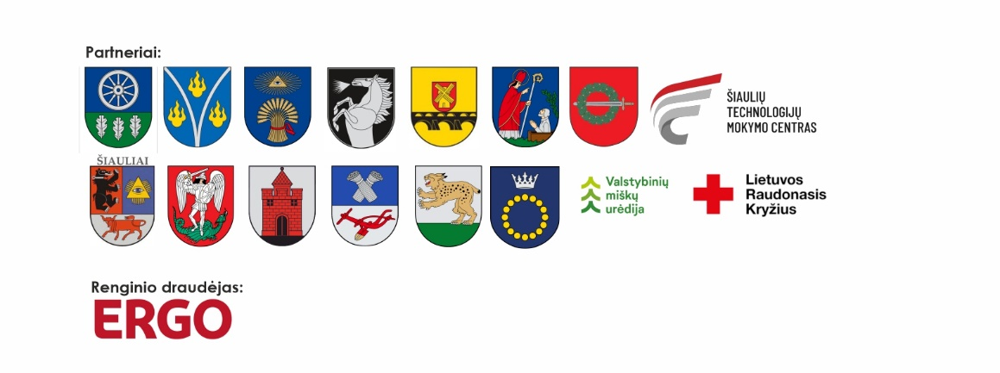 Partneriai:
ŠIAULIŲ
TECHNOLOGIJŲ
MOKYMO CENTRAS
ŠIAULIAI
Valstybinių
miškų
urėdija
Lietuvos
Raudonasis
Kryžius
Renginio draudėjas:
ERGO